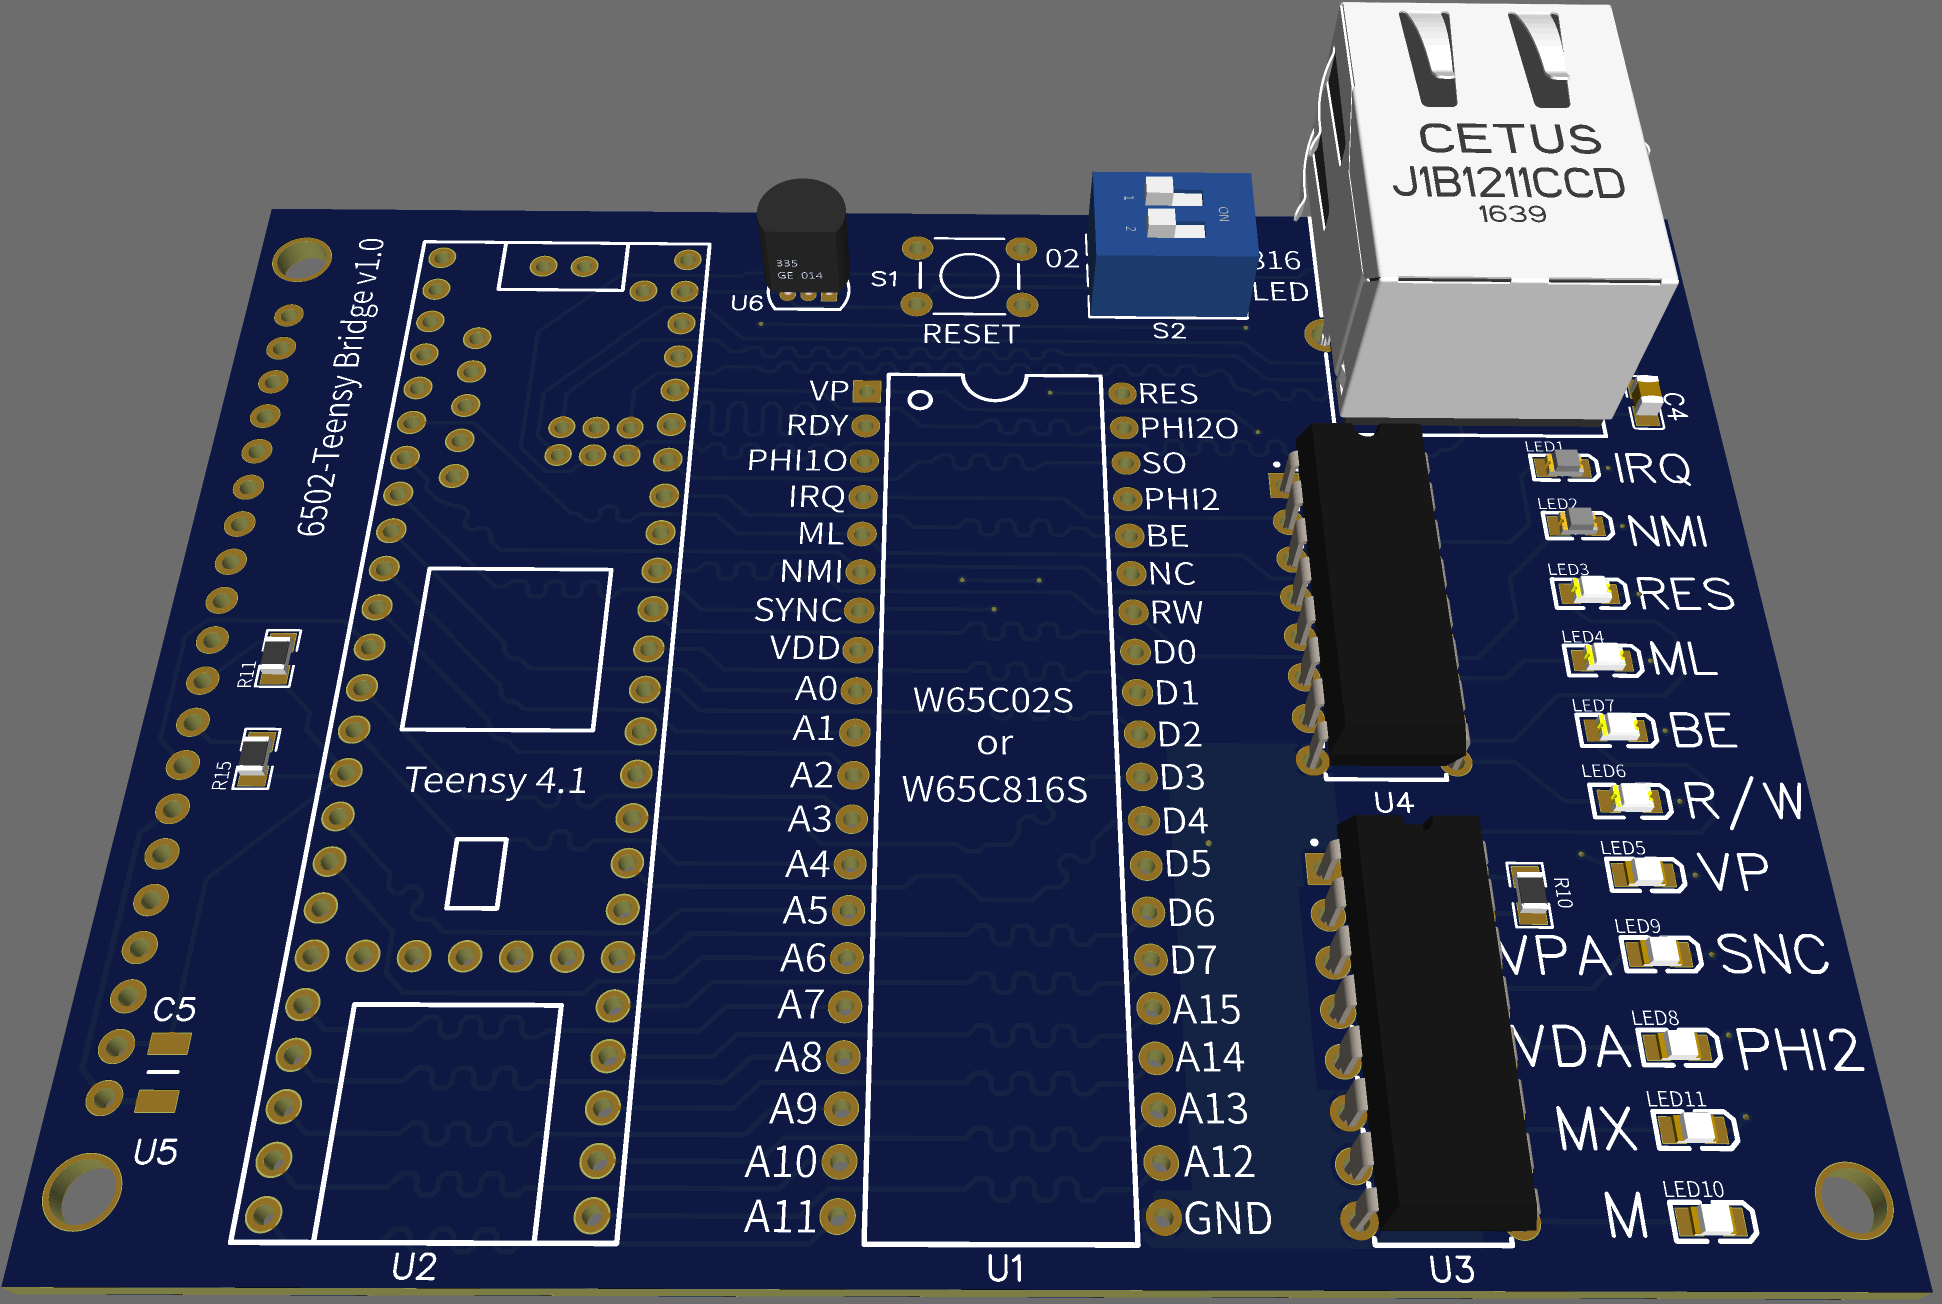 CETUS
J1B1211CCD
1639
6502-Teensy Bridge v1.0
335
GE 014
U6
S1
RESET
02
1
2
ON
816
LED
S2
C4
VP
RDY
PHI1O
IRQ
ML
NMI
SYNC
VDD
A0
A1
A2
A3
A4
A5
A6
A7
A8
A9
A10
A11
W65C02S
or
W65C816S
U1
RES
PHI2O
SO
PHI2
BE
NC
RW
D0
D1
D2
D3
D4
D5
D6
D7
A15
A14
A13
A12
GND
R11
R15
Teensy 4.1
C5
U5
U2
U4
U3
R10
LED1
IRQ
LED2
NMI
LED3
RES
LED4
ML
LED7
BE
LED6
R/W
LED5
VP
LED9
VPA SNC
LED8
VDA PHI2
LED11
MX
LED10
M